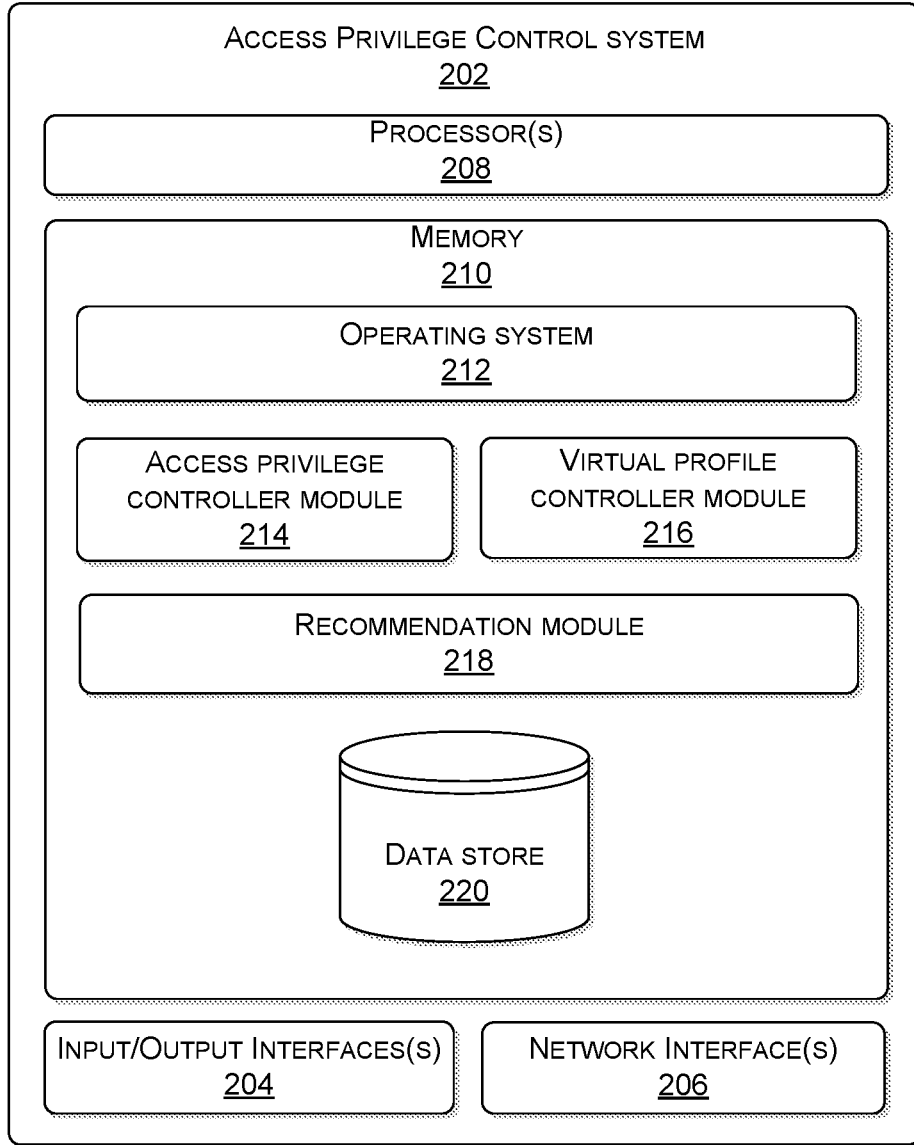 ACCESS PRIVILEGE CONTROL SYSTEM
202
PROCESSOR(S)
208
MEMORY
210
OPERATING SYSTEM
212
ACCESS PRIVILEGE
CONTROLLER MODULE
214
VIRTUAL PROFILE
CONTROLLER MODULE
216
RECOMMENDATION MODULE
218
DATA STORE
220
INPUT/OUTPUT INTERFACES(S)
204
NETWORK INTERFACE(S)
206